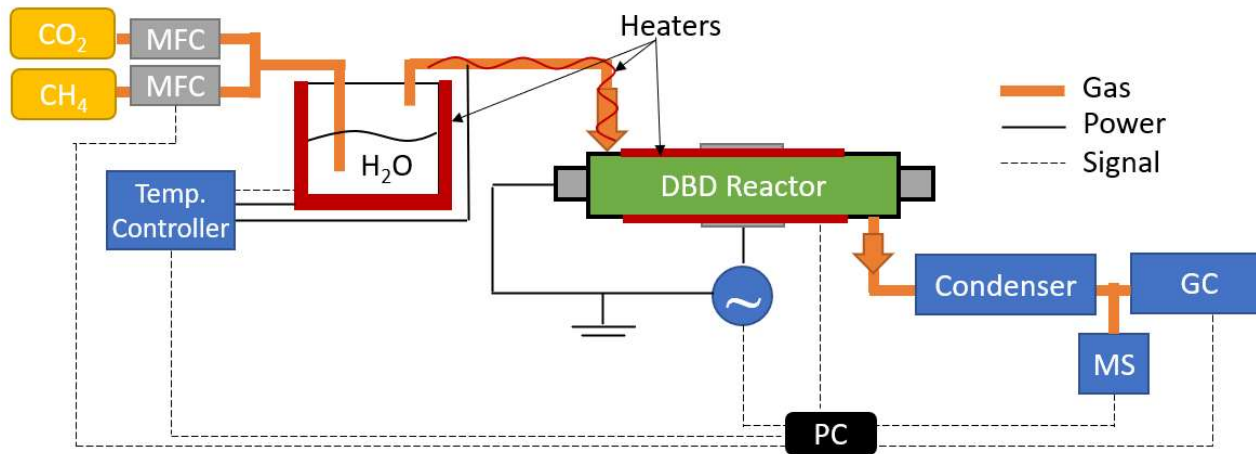 CO₂
MFC
CH₄
MFC
Heaters
Gas
Power
Signal
H₂O
Temp.
Controller
DBD Reactor
~
Condenser
GC
MS
PC